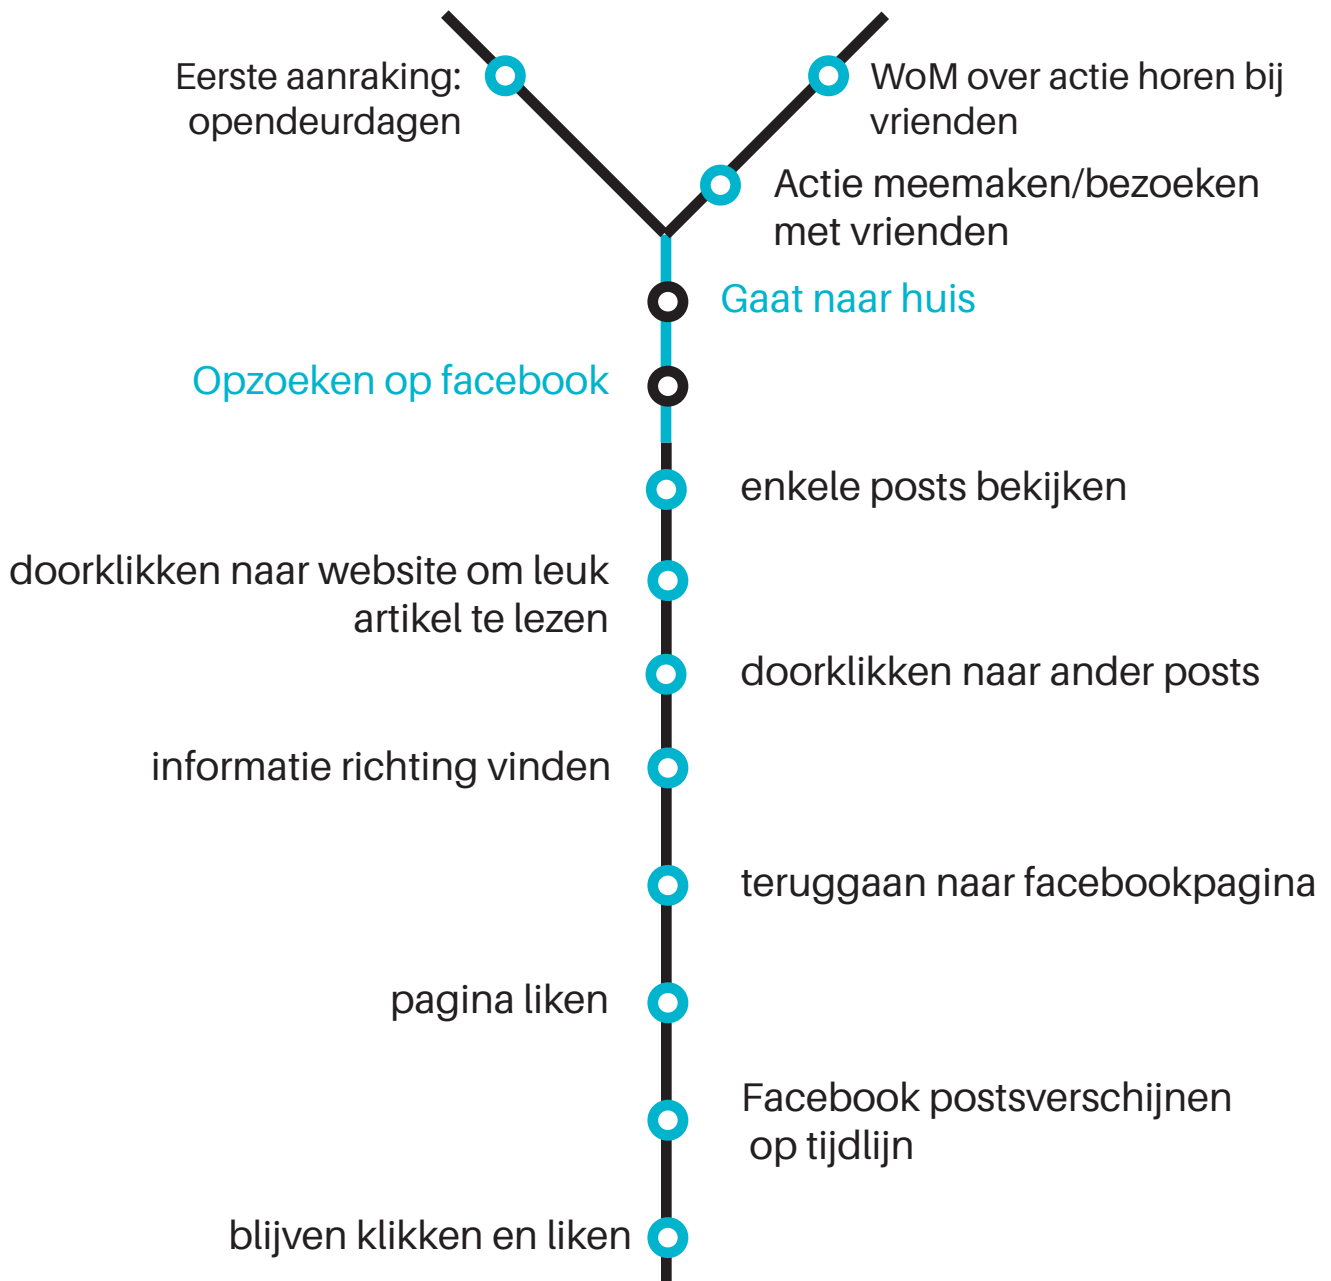 Eerste aanraking:
opendeurdagen
WoM over actie horen bij
vrienden
Actie meemaken/bezoeken
met vrienden
Gaat naar huis
Opzoeken op facebook
enkele posts bekijken
doorklikken naar website om leuk
artikel te lezen
doorklikken naar ander posts
informatie richting vinden
teruggaan naar facebookpagina
pagina liken
Facebook postsverschijnen
op tijdlijn
blijven klikken en liken